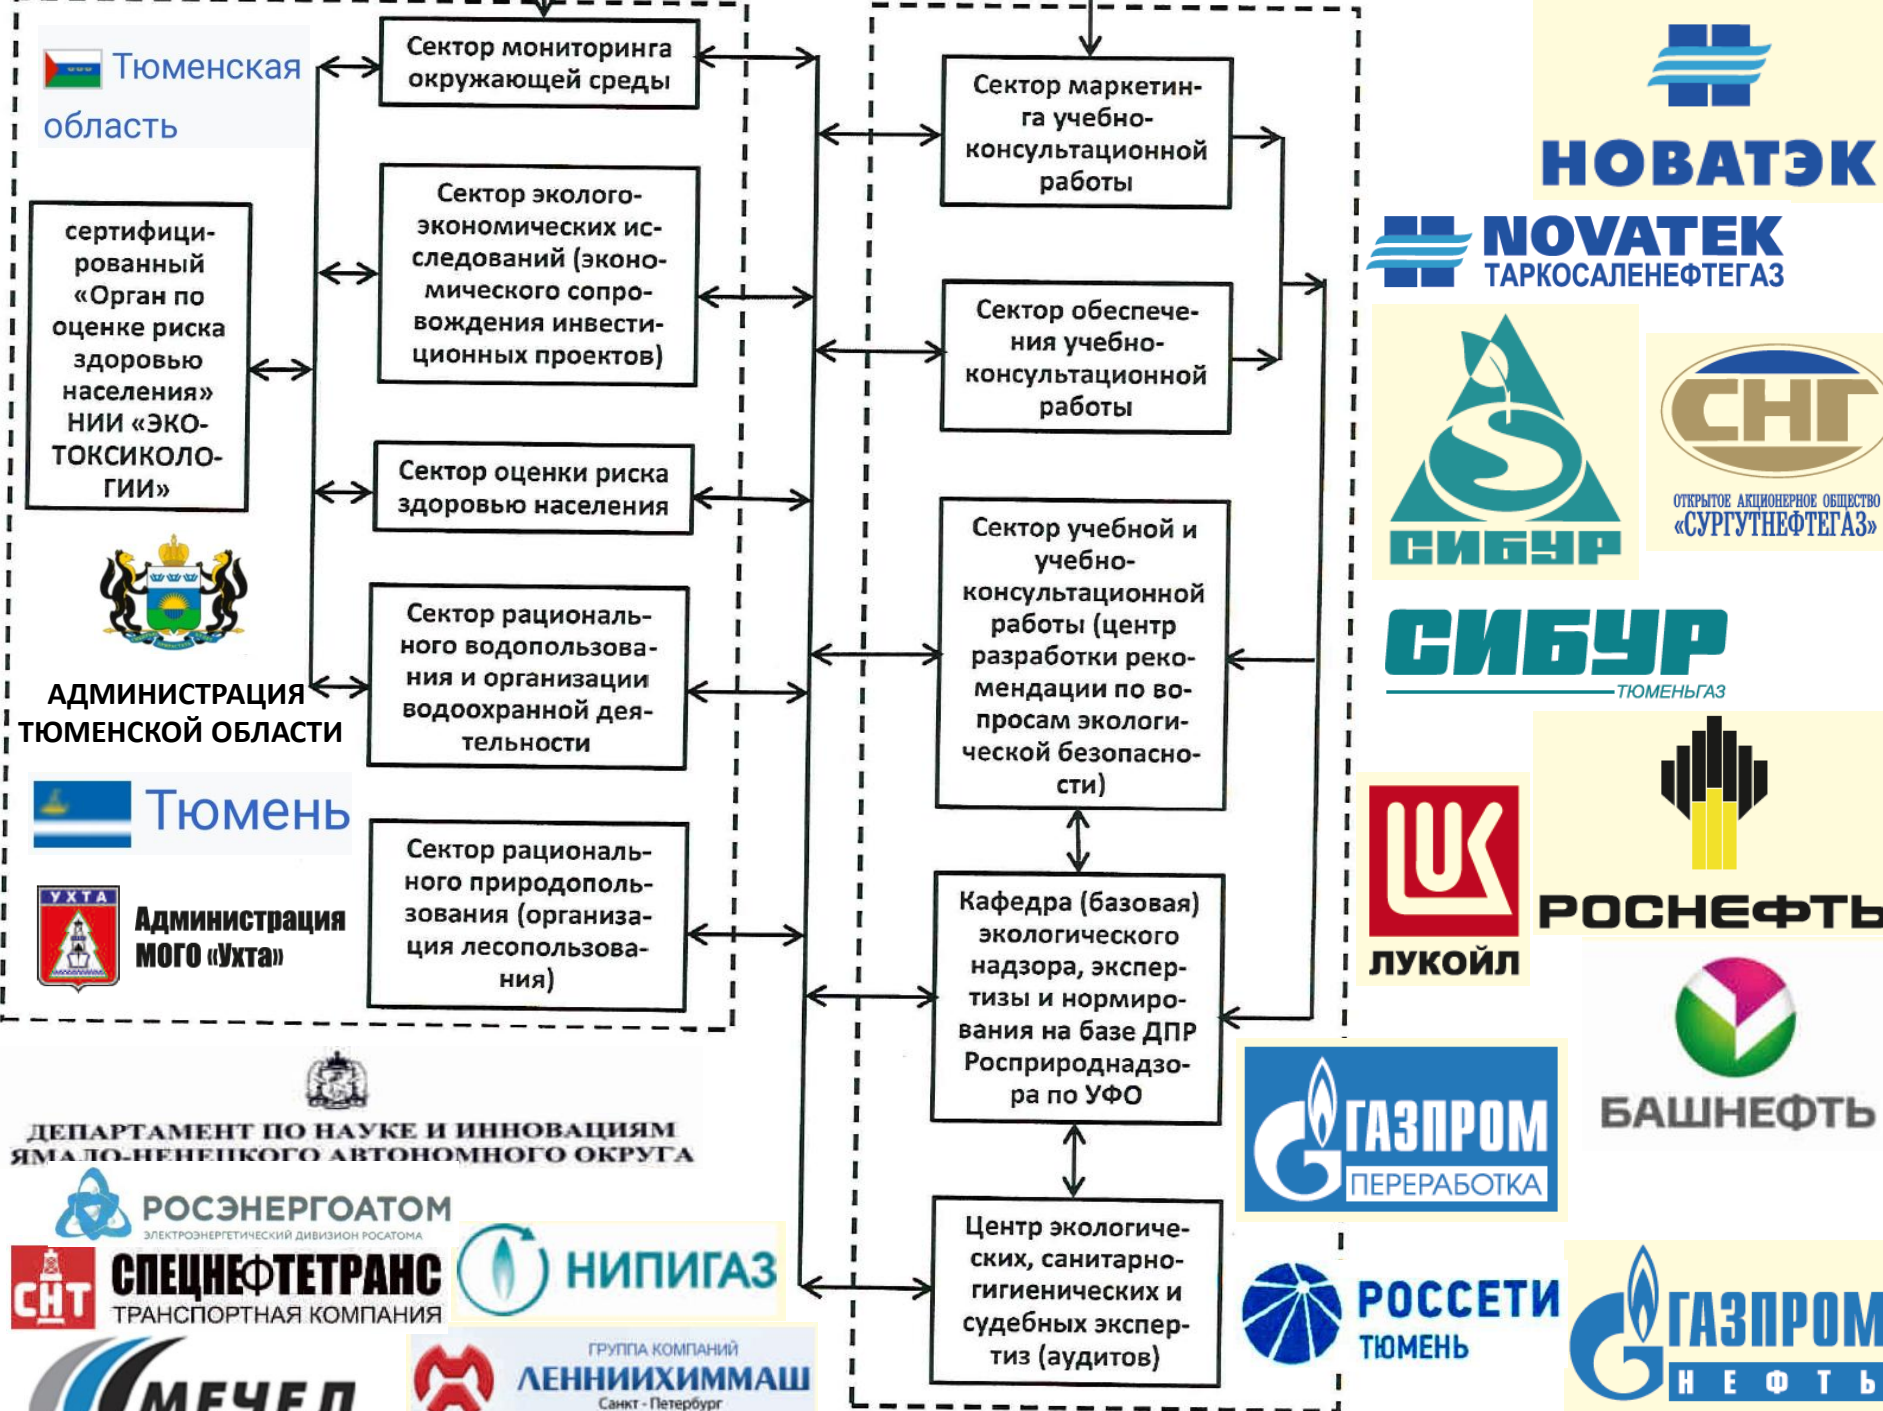 Тюменская
область
сертифици-
рованный
«Орган по
оценке риска
здоровью
населения»
НИИ «ЭКО-
ТОКСИКОЛО-
ГИИ»
АДМИНИСТРАЦИЯ
ТЮМЕНСКОЙ ОБЛАСТИ
Тюмень
УХТА
Администрация
МОГО «Ухта»
Сектор мониторинга
окружающей среды
Сектор эколого-
экономических ис-
следований (эконо-
мического сопро-
вождения инвести-
ционных проектов)
Сектор оценки риска
здоровью населения
Сектор рациональ-
ного водопользова-
ния и организации
водоохранной дея-
тельности
Сектор рациональ-
ного природополь-
зования (организа-
ция лесопользова-
ния)
Сектор маркетин-
га учебно-
консультационной
работы
Сектор обеспече-
ния учебно-
консультационной
работы
Сектор учебной и
учебно-
консультационной
работы (центр
разработки реко-
мендации по во-
просам экологи-
ческой безопасно-
сти)
Кафедра (базовая)
экологического
надзора, экспер-
тизы и нормиро-
вания на базе ДПР
Росприроднадзо-
ра по УФО
Центр экологиче-
ских, санитарно-
гигиенических и
судебных экспер-
тиз (аудитов)
НОВАТЭК
NOVATEK
ТАРКОСАЛЕНЕФТЕГАЗ
СИБУР
СНГ
ОТКРЫТОЕ АКЦИОНЕРНОЕ ОБЩЕСТВО
«СУРГУТНЕФТЕГАЗ»
СИБУР
ТЮМЕНЬГАЗ
LUK
ЛУКОЙЛ
РОСНЕФТЬ
БАШНЕФТЬ
ГАЗПРОМ
ПЕРЕРАБОТКА
РОССЕТИ
ТЮМЕНЬ
ГАЗПРОМ
НЕФТЬ
ДЕПАРТАМЕНТ ПО НАУКЕ И ИННОВАЦИЯМ
ЯМАЛО-НЕНЕЦКОГО АВТОНОМНОГО ОКРУГА
РОСЭНЕРГОАТОМ
ЭЛЕКТРОЭНЕРГЕТИЧЕСКИЙ ДИВИЗИОН РОСАТОМА
СНТ
СПЕЦНЕФТЕТРАНС
ТРАНСПОРТНАЯ КОМПАНИЯ
НИПИГАЗ
МЕЧЕЛ
ГРУППА КОМПАНИЙ
ЛЕННИИХИММАШ
Санкт - Петербург